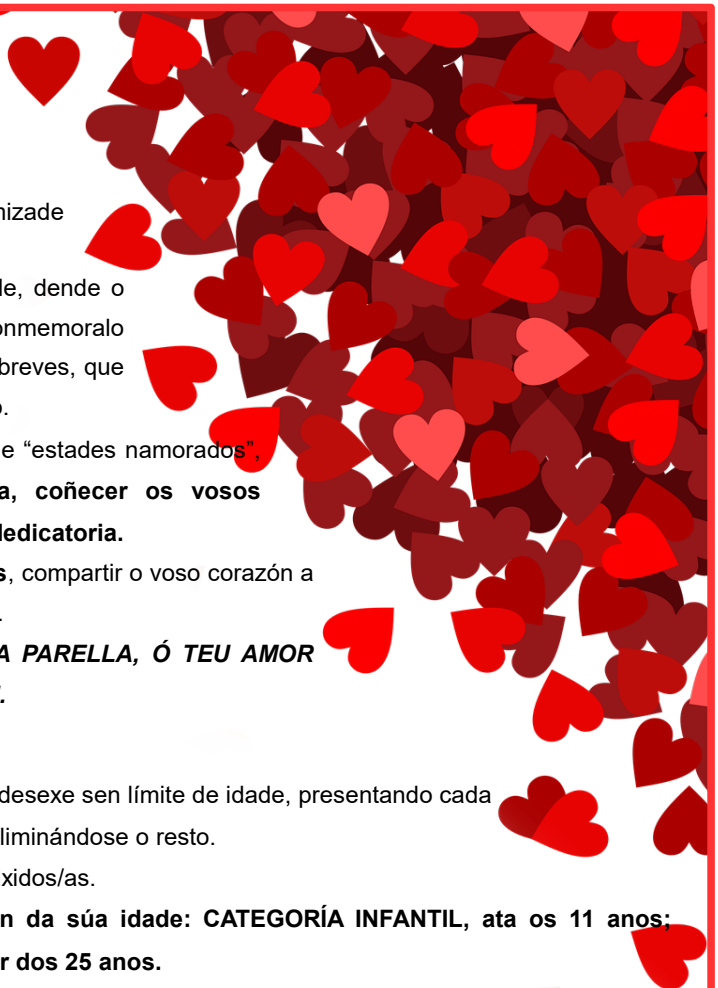 le, dende o
onmemoralo
breves, que
o.
e “estades namorados”,
a, coñecer os vosos
dedicatoria.
s, compartir o voso corazón a
.
A PARELLA, Ó TEU AMOR
desexe sen límite de idade, presentando cada
liminándose o resto.
xidos/as.
n da súa idade: CATEGORÍA INFANTIL, ata os 11 anos;
r dos 25 anos.